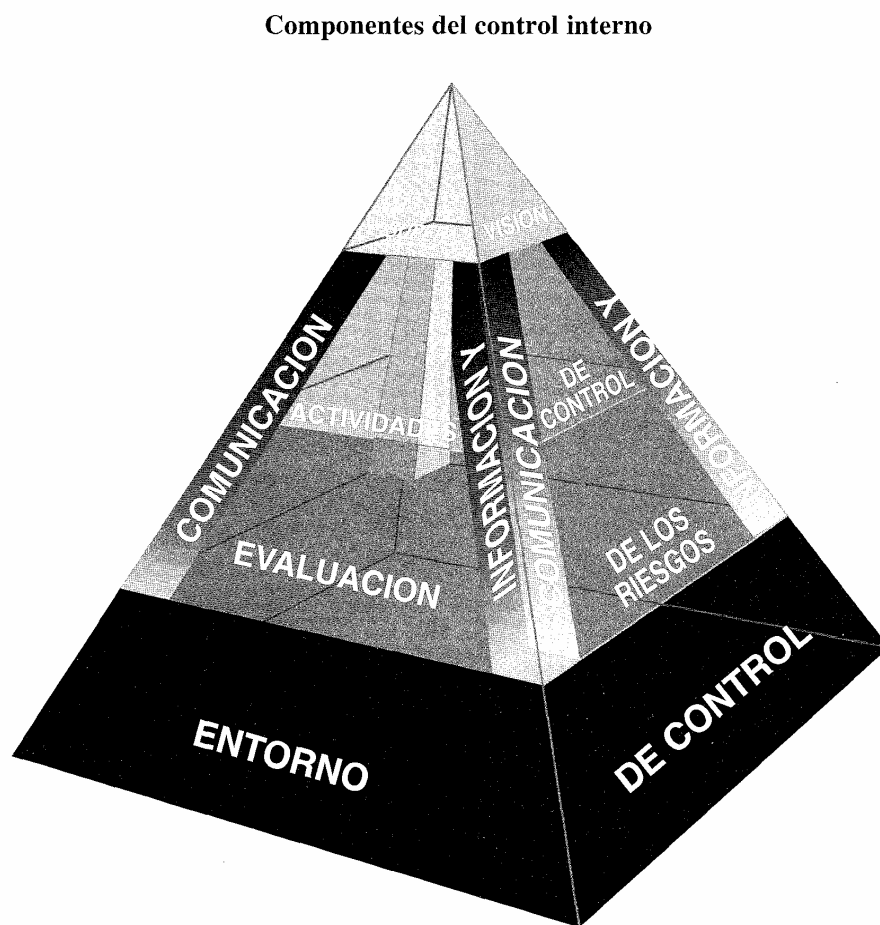 Componentes del control interno
VISION
COMUNICACION
INFORMACION Y
COMUNICACION
INFORMACION Y
ACTIVIDADES
DE
CONTROL
EVALUACION
DE LOS
RIESGOS
ENTORNO
DE CONTROL